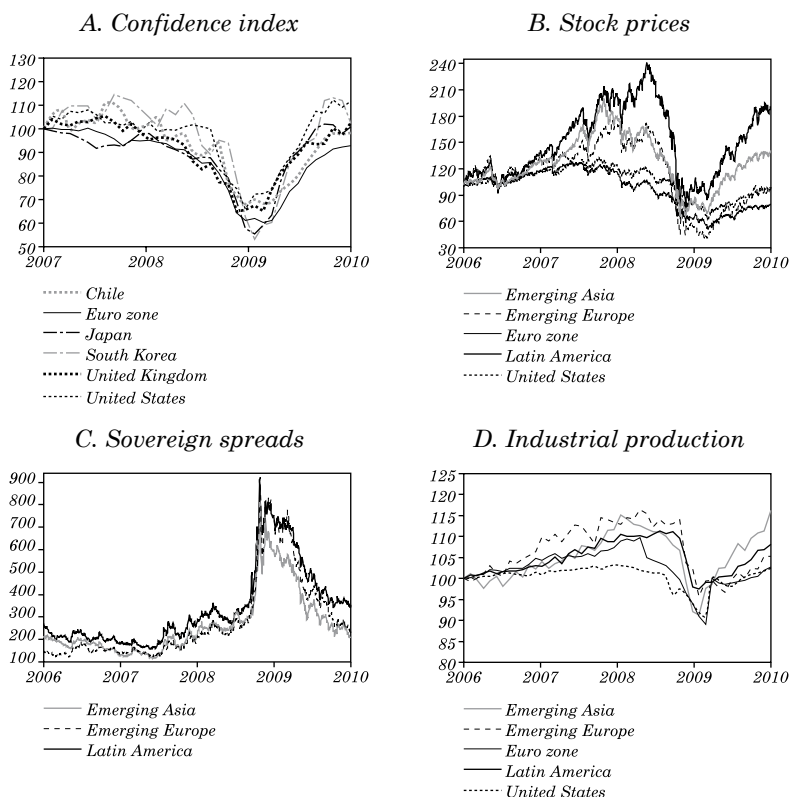 A. Confidence index
130
120
110
100
90
80
70
60
50
2007 2008 2009 2010
Chile
Euro zone
Japan
South Korea
United Kingdom
United States
B. Stock prices
240
210
180
150
120
90
60
30
2006 2007 2008 2009 2010
Emerging Asia
Emerging Europe
Euro zone
Latin America
United States
C. Sovereign spreads
900
800
700
600
500
400
300
200
100
2006 2007 2008 2009 2010
Emerging Asia
Emerging Europe
Latin America
D. Industrial production
125
120
115
110
105
100
95
90
85
80
2006 2007 2008 2009 2010
Emerging Asia
Emerging Europe
Euro zone
Latin America
United States